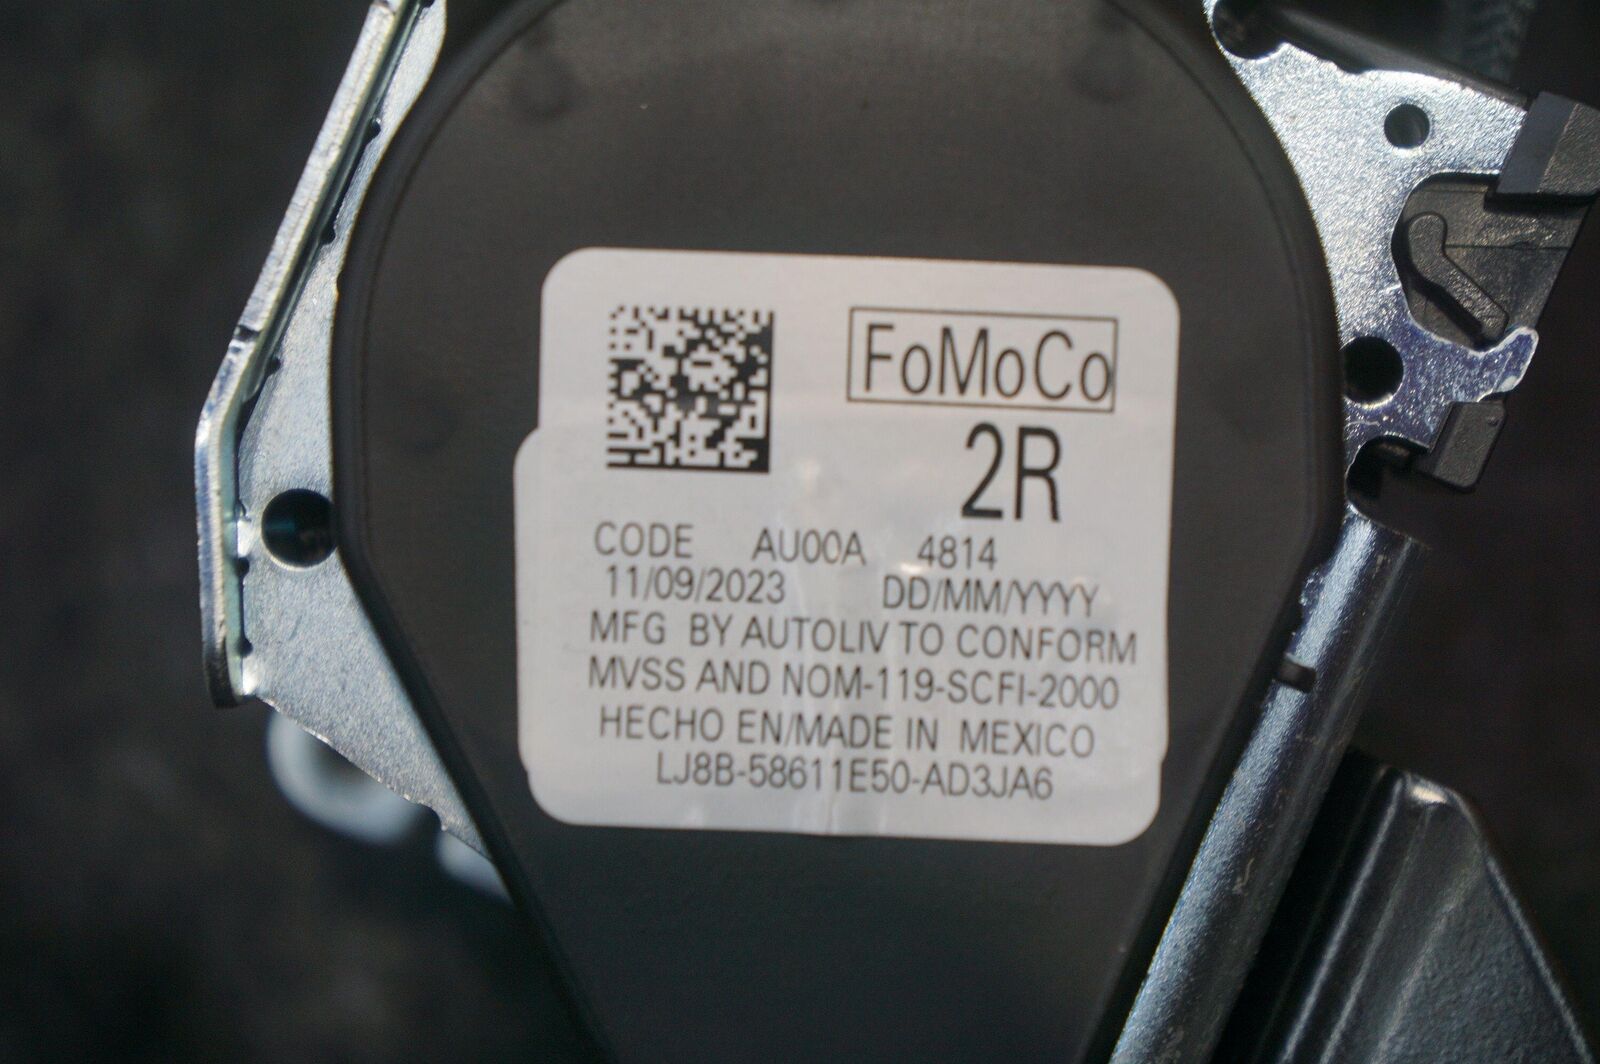 FoMoCo
2R
CODE AU00A 4814
11/09/2023 DD/MM/YYYY
MFG BY AUTOLIV TO CONFORM
MVSS AND NOM-119-SCFI-2000
HECHO EN/MADE IN MEXICO
LJ8B-58611E50-AD3JA6